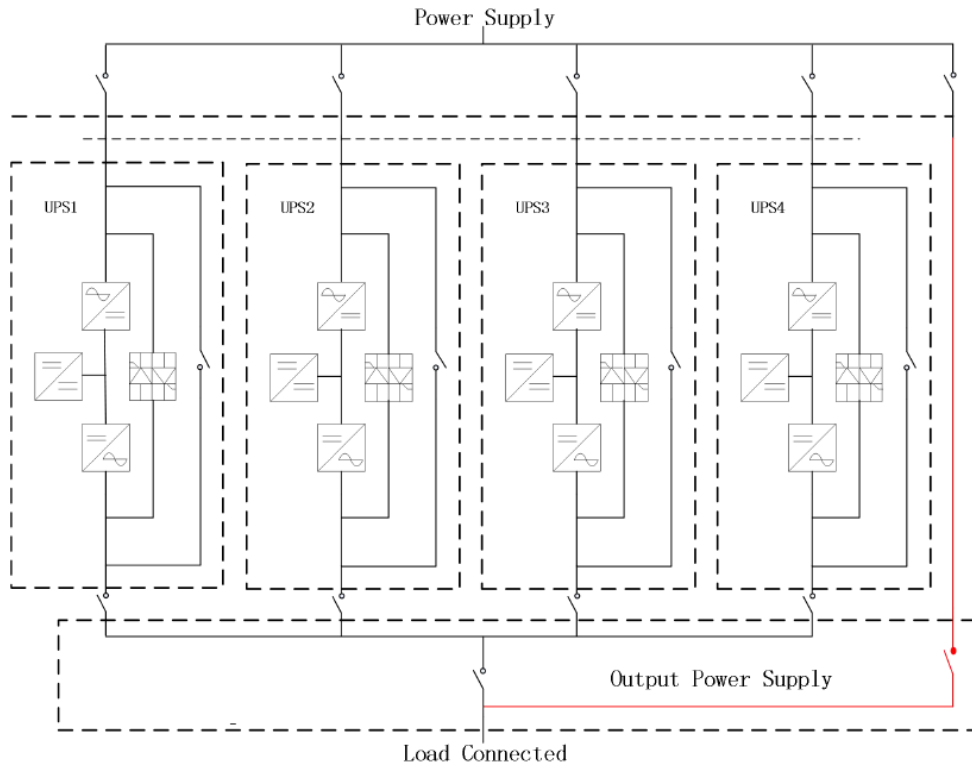 Power Supply
UPS1
UPS2
UPS3
UPS4
Output Power Supply
Load Connected